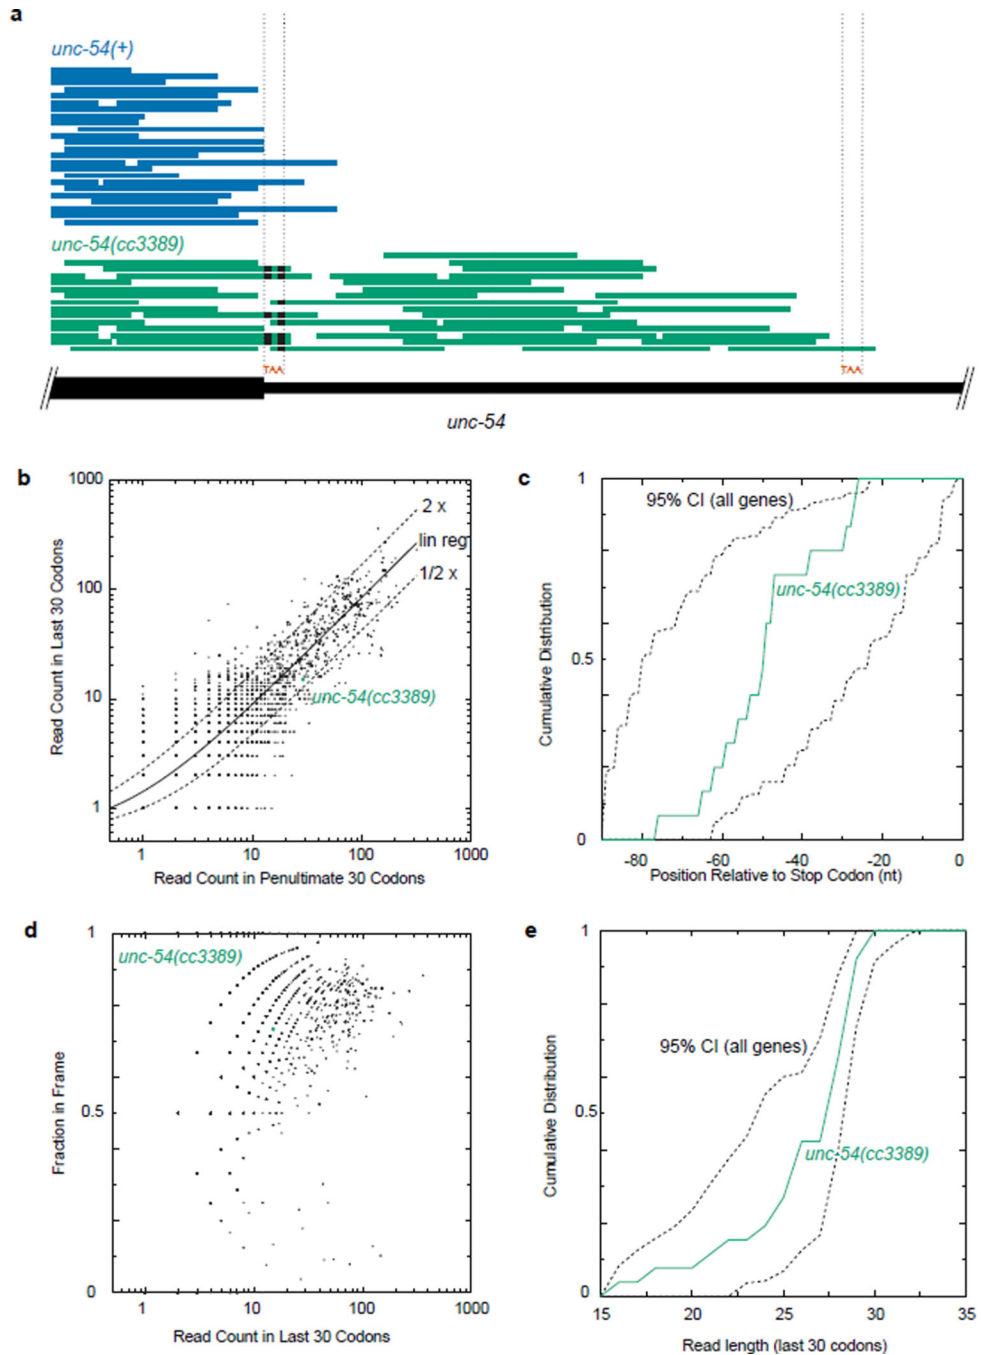 a
unc-54(+)
unc-54(cc3389)
TAA
TAA
unc-54
b
1000
100
10
1
Read Count in Last 30 Codons
2 x
lin reg
1/2 x
unc-54(cc3389)
1
10
100
1000
Read Count in Penultimate 30 Codons
c
1
0.5
0
Cumulative Distribution
95% CI (all genes)
unc-54(cc3389)
-80
-60
-40
-20
0
Position Relative to Stop Codon (nt)
d
1
0.5
0
Fraction in Frame
unc-54(cc3389)
1
10
100
1000
Read Count in Last 30 Codons
e
1
0.5
0
Cumulative Distribution
95% CI (all genes)
unc-54(cc3389)
15
20
25
30
35
Read length (last 30 codons)